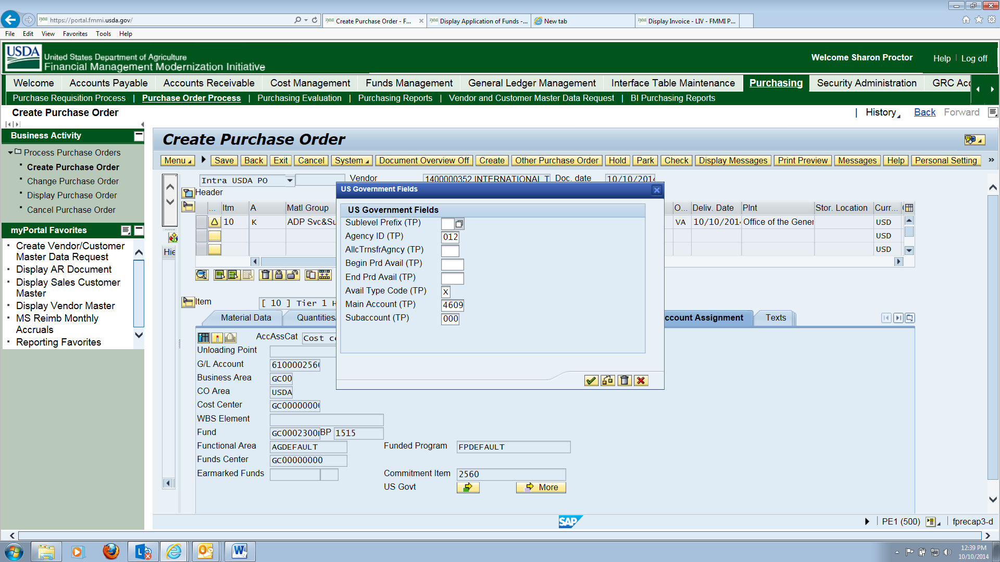 https://portal.fmmi.usda.gov/
Create Purchase Order - F...
Display Application of Funds -...
New tab
Display Invoice - LIV - FMMI P...
File Edit View Favorites Tools Help
USDA
United States Department of Agriculture
Financial Management Modernization Initiative
Welcome Sharon Proctor
Help
Log off
Welcome Accounts Payable Accounts Receivable Cost Management Funds Management General Ledger Management Interface Table Maintenance Purchasing Security Administration GRC Acc
Purchase Requisition Process | Purchase Order Process | Purchasing Evaluation | Purchasing Reports | Vendor and Customer Master Data Request | BI Purchasing Reports
Create Purchase Order
History
Back
Forward
Business Activity
Process Purchase Orders
Create Purchase Order
Change Purchase Order
Display Purchase Order
Cancel Purchase Order
myPortal Favorites
Create Vendor/Customer
Master Data Request
Display AR Document
Display Sales Customer
Master
Display Vendor Master
MS Reimb Monthly
Accruals
Reporting Favorites
Create Purchase Order
Menu Save Back Exit Cancel System Document Overview Off Create Other Purchase Order Hold Park Check Display Messages Print Preview Messages Help Personal Setting »
Intra USDA PO
Vendor
1400000352 INTERNATIONAL T
Doc. date
10/10/2014
Header
... Itm A Matl Group O... Deliv. Date Plnt Stor. Location Curr...
10 K ADP Svc&Su VA 10/10/2014 Office of the Gener USD
USD
USD
Hie
Item
[ 10 ] Tier 1 H
Material Data
Quantities/
ccount Assignment
Texts
AccAssCat
Cost ce
Unloading Point
G/L Account 610000256
Business Area GC00
CO Area USDA
Cost Center GC0000000
WBS Element
Fund GC0002300 BP 1515
Functional Area AGDEFAULT
Funded Program FPDEFAULT
Funds Center GC00000000
Earmarked Funds
Commitment Item 2560
US Govt
More
US Government Fields
US Government Fields
Sublevel Prefix (TP)
Agency ID (TP) 012
AllcTrnsfrAgncy (TP)
Begin Prd Avail (TP)
End Prd Avail (TP)
Avail Type Code (TP) X
Main Account (TP) 4609
Subaccount (TP) 000
SAP
PE1 (500)
fprecap3-d
12:39 PM
10/10/2014